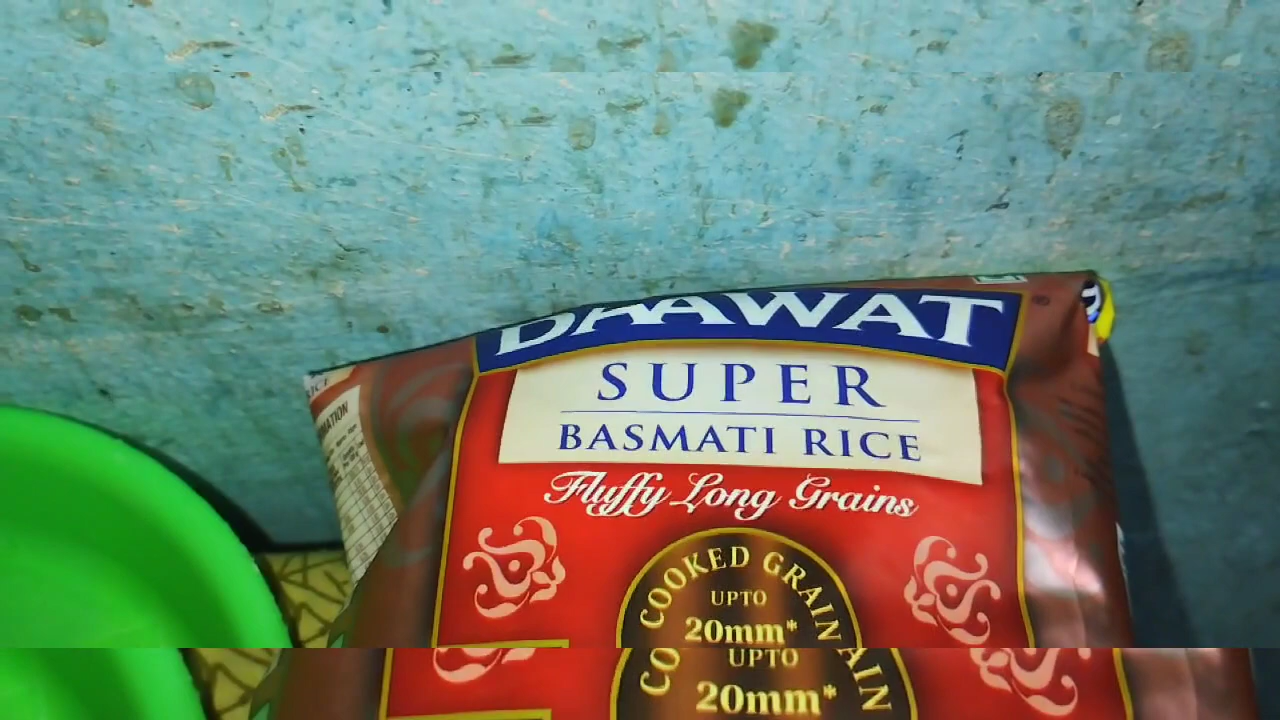 DAAWAT
SUPER
BASMATI RICE
Fluffy Long Grains
COOKED GRAIN
UPTO
20mm*
UPTO
20mm*